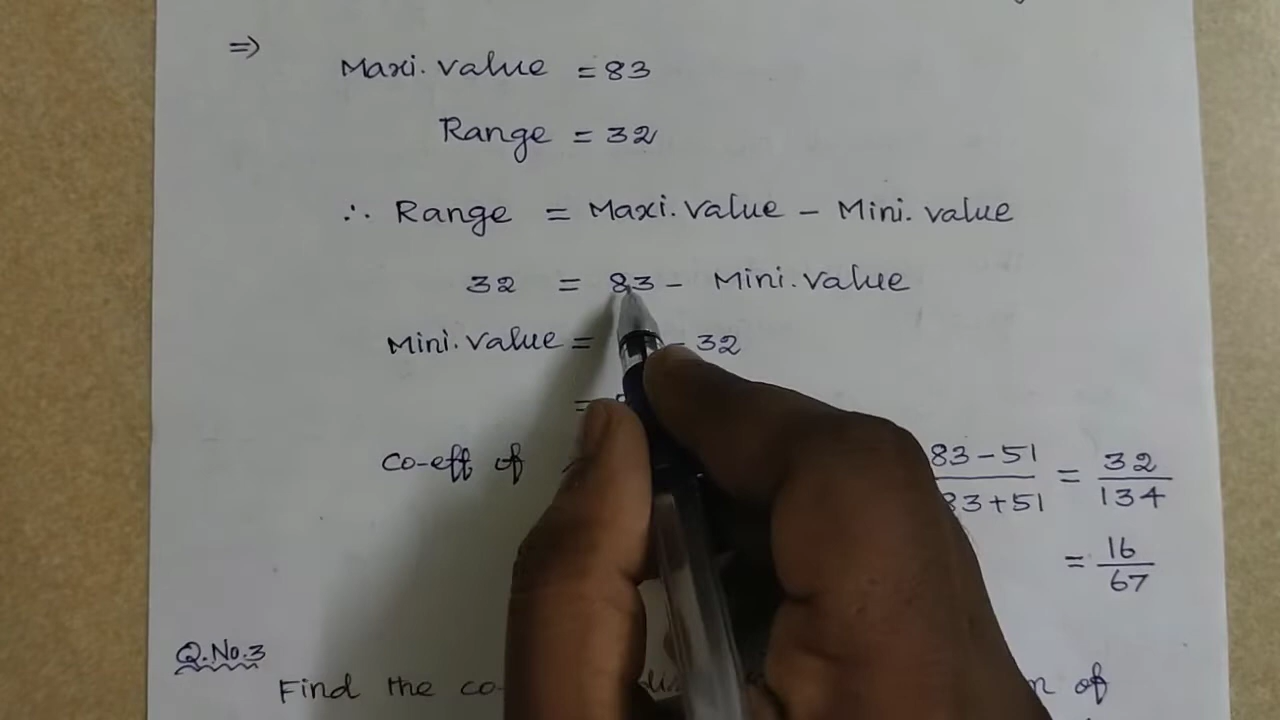 ⇒ Maxi. value = 83
Range = 32
∴ Range = Maxi. value - Mini. value
32 = 83 - Mini. value
Mini. value = - 32
=
Co-eff of 83-51 / 83+51 = 32 / 134
= 16 / 67
Q.No.3
Find the co- of